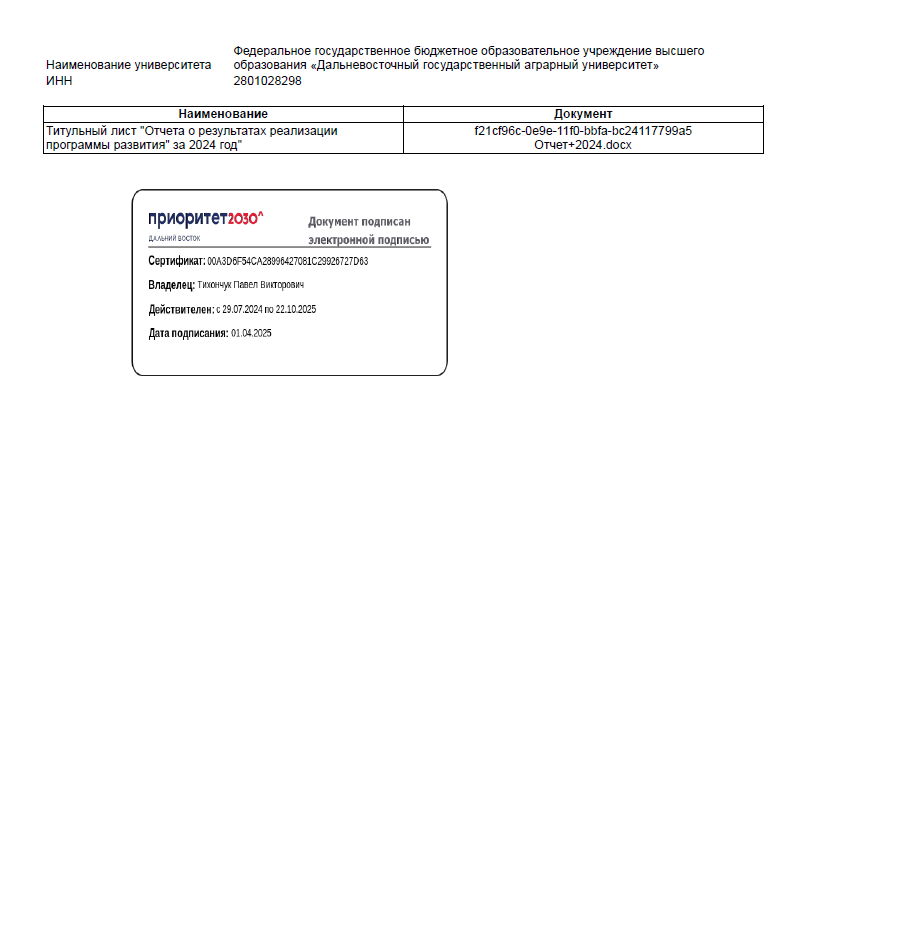 Федеральное государственное бюджетное образовательное учреждение высшего
Наименование университета образования «Дальневосточный государственный аграрный университет»
ИНН 2801028298
Наименование Документ
Титульный лист "Отчета о результатах реализации f21cf96c-0e9e-11f0-bbfa-bc24117799a5
программы развития" за 2024 год" Отчет+2024.docx
приоритет2030^
ДАЛЬНИЙ ВОСТОК
Документ подписан
электронной подписью
Сертификат: 00A3D6F54CA28996427081C29926727D63
Владелец: Тихончук Павел Викторович
Действителен: с 29.07.2024 по 22.10.2025
Дата подписания: 01.04.2025